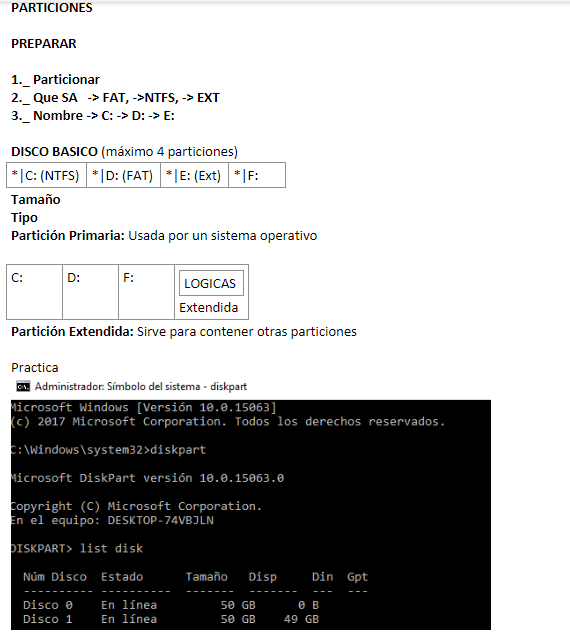 PARTICIONES
PREPARAR
1._ Particionar
2._ Que SA -> FAT, ->NTFS, -> EXT
3._ Nombre -> C: -> D: -> E:
DISCO BASICO (máximo 4 particiones)
*|C: (NTFS) *|D: (FAT) *|E: (Ext) *|F:
Tamaño
Tipo
Partición Primaria: Usada por un sistema operativo
C: D: F: LOGICAS
Extendida
Partición Extendida: Sirve para contener otras particiones
Practica
Administrador: Símbolo del sistema - diskpart
Microsoft Windows [Versión 10.0.15063]
(c) 2017 Microsoft Corporation. Todos los derechos reservados.
C:\Windows\system32>diskpart
Microsoft DiskPart versión 10.0.15063.0
Copyright (C) Microsoft Corporation.
En el equipo: DESKTOP-74VBJLN
DISKPART> list disk
Núm Disco Estado Tamaño Disp Din Gpt
---------- ---------- ------- ------- --- ---
Disco 0 En línea 50 GB 0 B
Disco 1 En línea 50 GB 49 GB